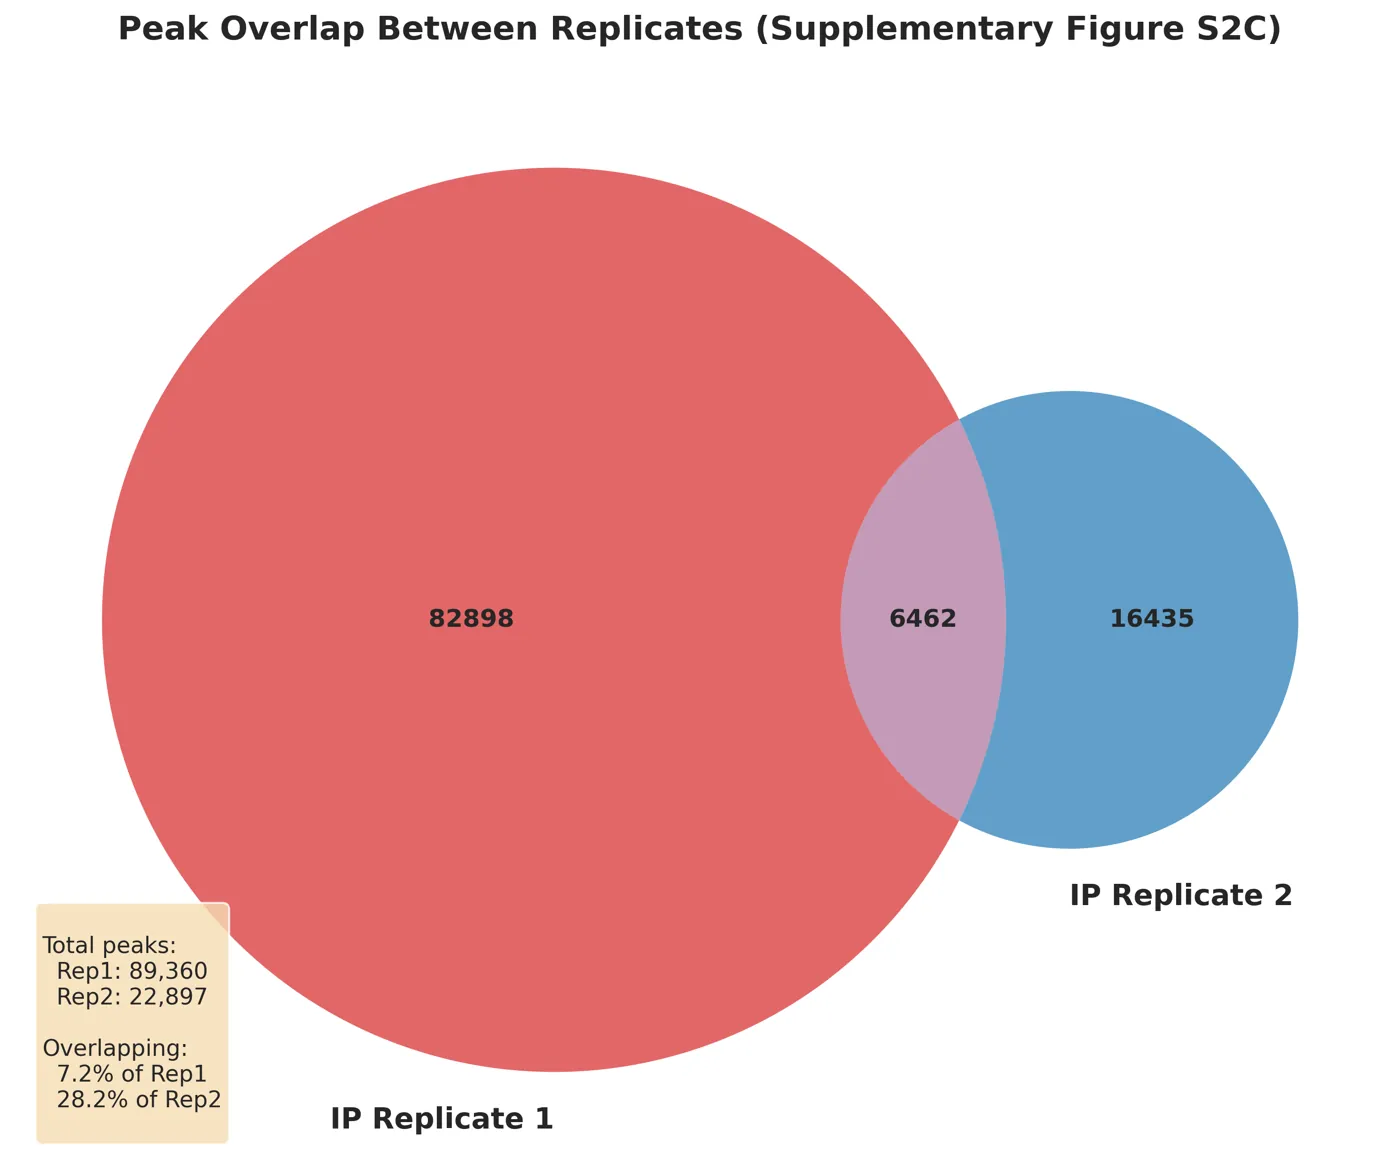 Peak Overlap Between Replicates (Supplementary Figure S2C)
82898
6462
16435
IP Replicate 2
Total peaks:
Rep1: 89,360
Rep2: 22,897
Overlapping:
7.2% of Rep1
28.2% of Rep2
IP Replicate 1